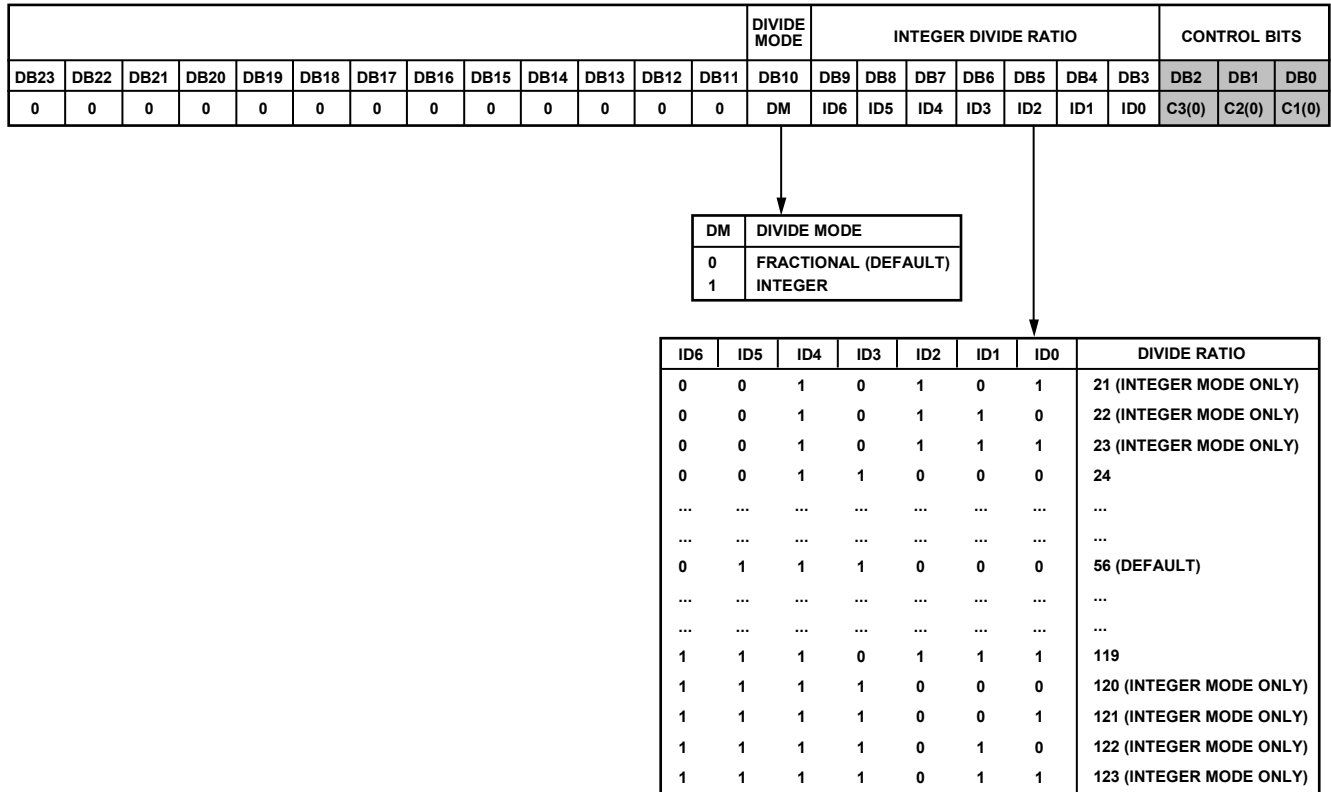 DIVIDE MODE INTEGER DIVIDE RATIO CONTROL BITS
DB23 DB22 DB21 DB20 DB19 DB18 DB17 DB16 DB15 DB14 DB13 DB12 DB11 DB10 DB9 DB8 DB7 DB6 DB5 DB4 DB3 DB2 DB1 DB0
0 0 0 0 0 0 0 0 0 0 0 0 0 DM ID6 ID5 ID4 ID3 ID2 ID1 ID0 C3(0) C2(0) C1(0)
DM DIVIDE MODE
0 FRACTIONAL (DEFAULT)
1 INTEGER
ID6 ID5 ID4 ID3 ID2 ID1 ID0 DIVIDE RATIO
0 0 1 0 1 0 1 21 (INTEGER MODE ONLY)
0 0 1 0 1 1 0 22 (INTEGER MODE ONLY)
0 0 1 0 1 1 1 23 (INTEGER MODE ONLY)
0 0 1 1 0 0 0 24
... ... ... ... ... ... ... ...
... ... ... ... ... ... ... ...
0 1 1 1 0 0 0 56 (DEFAULT)
... ... ... ... ... ... ... ...
... ... ... ... ... ... ... ...
1 1 1 0 1 1 1 119
1 1 1 1 0 0 0 120 (INTEGER MODE ONLY)
1 1 1 1 0 0 1 121 (INTEGER MODE ONLY)
1 1 1 1 0 1 0 122 (INTEGER MODE ONLY)
1 1 1 1 0 1 1 123 (INTEGER MODE ONLY)